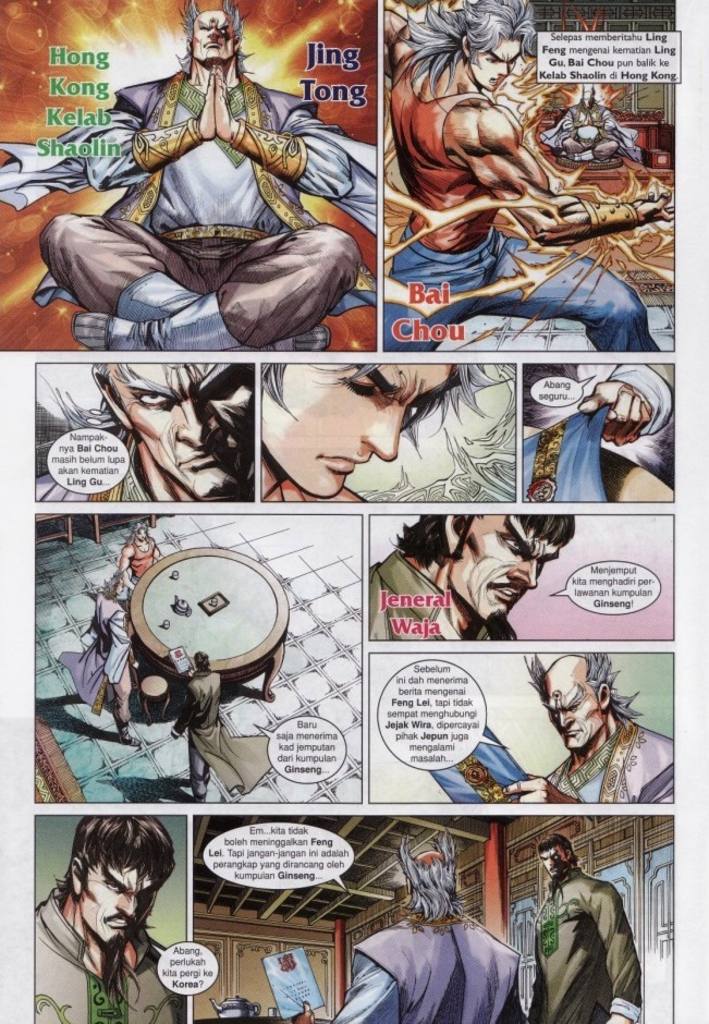 Hong
Kong
Kelab
Shaolin
Jing
Tong
Selepas memberitahu Ling
Feng mengenai kematian Ling
Gu, Bai Chou pun balik ke
Kelab Shaolin di Hong Kong.
Bai
Chou
Nampak-
nya Bai Chou
masih belum lupa
akan kematian
Ling Gu...
Abang
seguru...
Baru
saja menerima
kad jemputan
dari kumpulan
Ginseng...
Jeneral
Waja
Menjemput
kita menghadiri per-
lawanan kumpulan
Ginseng!
Sebelum
ini dah menerima
berita mengenai
Feng Lei, tapi tidak
sempat menghubungi
Jejak Wira, dipercayai
pihak Jepun juga
mengalami
masalah...
Abang,
perlukah
kita pergi ke
Korea?
Em...kita tidak
boleh meninggalkan Feng
Lei. Tapi jangan-jangan ini adalah
perangkap yang dirancang oleh
kumpulan Ginseng...